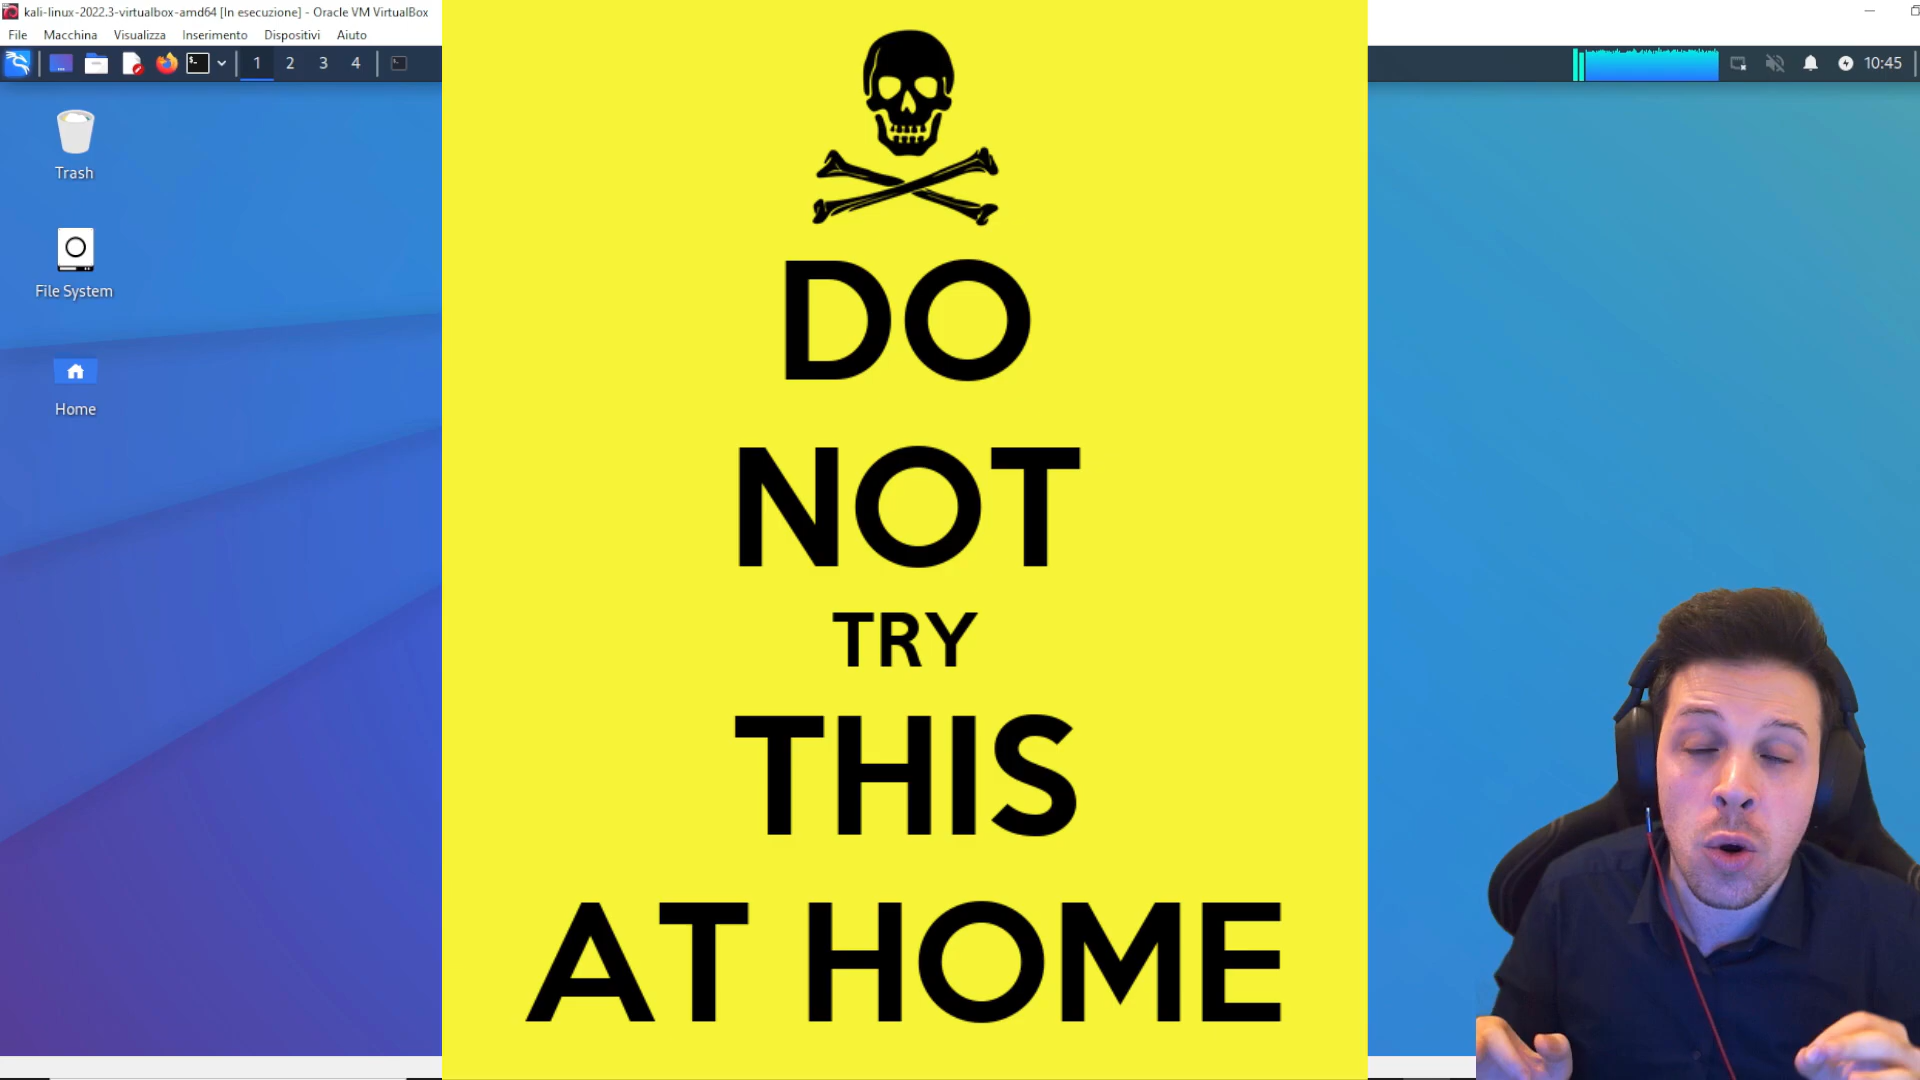 kali-linux-2022.3-virtualbox-amd64 [In esecuzione] - Oracle VM VirtualBox
File Macchina Visualizza Inserimento Dispositivi Aiuto
1 2 3 4
10:45
Trash
File System
Home
DO
NOT
TRY
THIS
AT HOME